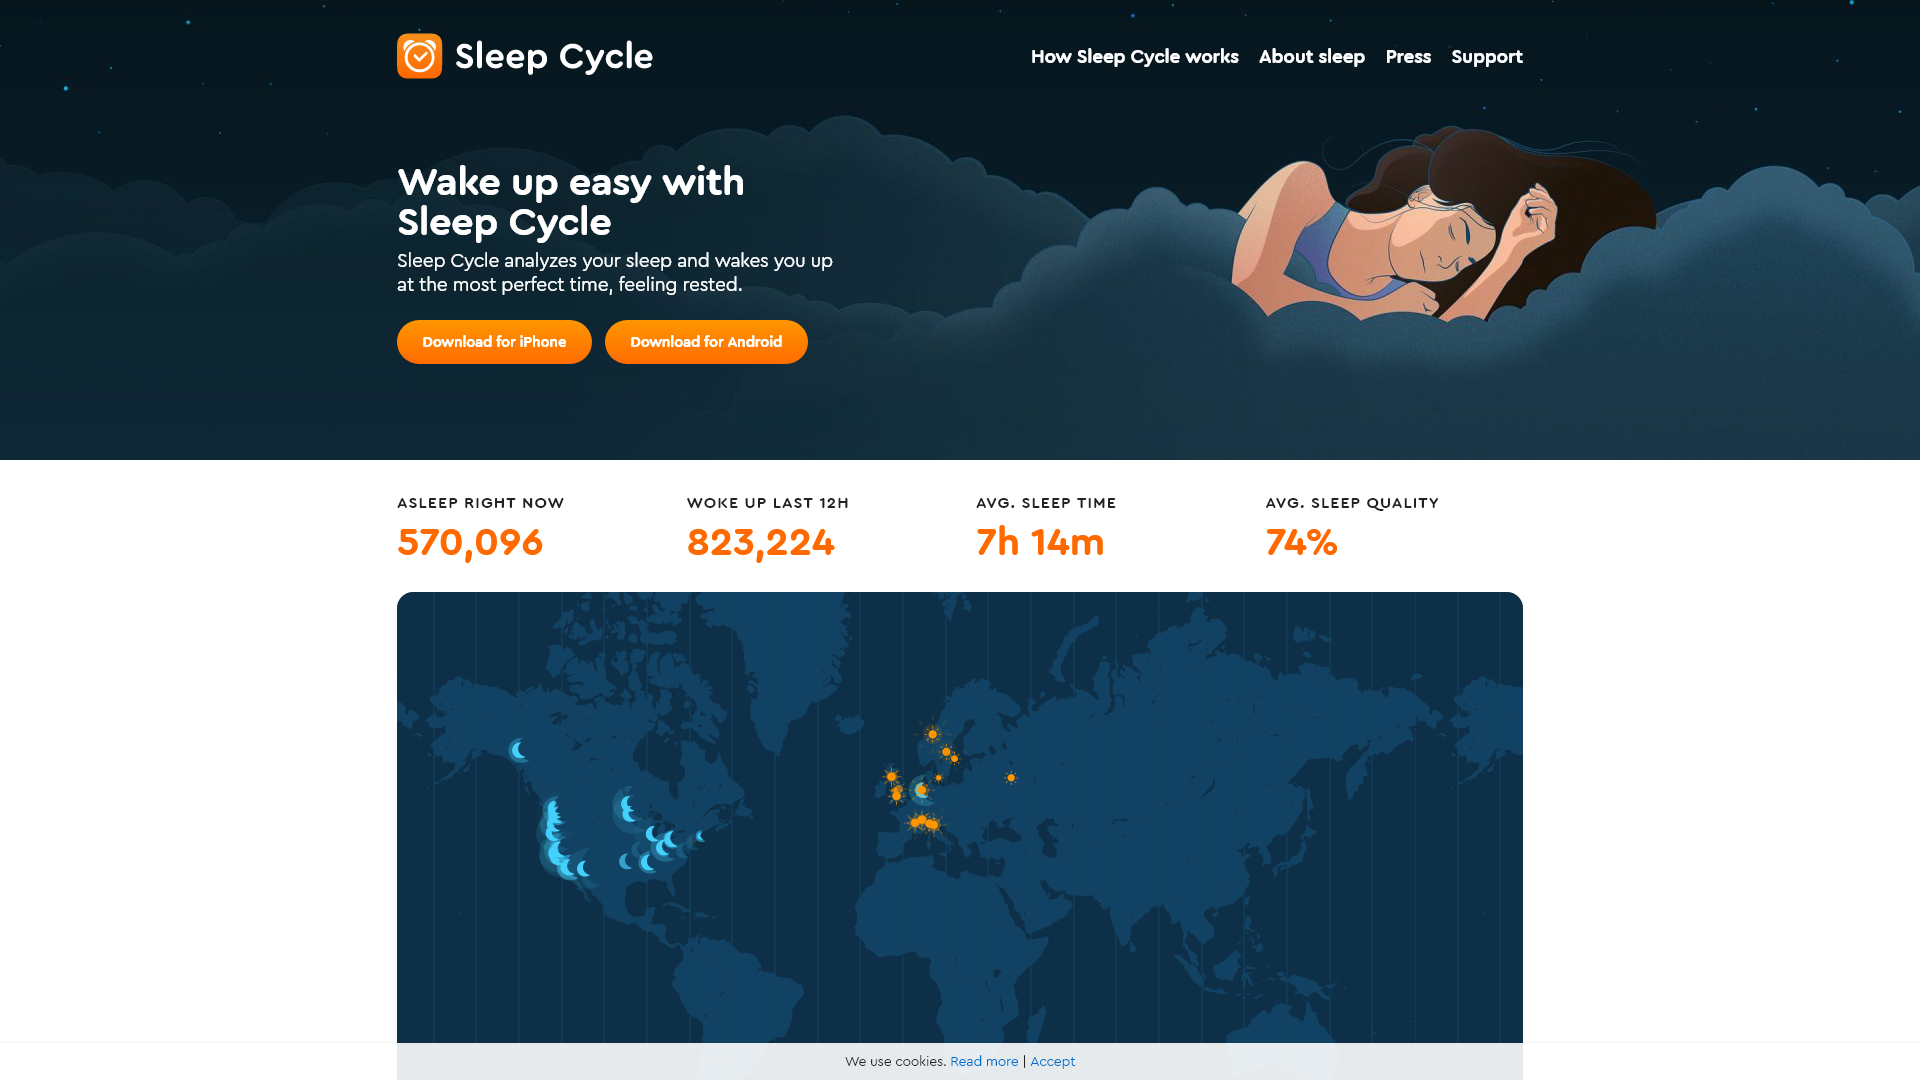 Sleep Cycle
How Sleep Cycle works
About sleep
Press
Support
Wake up easy with
Sleep Cycle
Sleep Cycle analyzes your sleep and wakes you up
at the most perfect time, feeling rested.
Download for iPhone
Download for Android
ASLEEP RIGHT NOW
570,096
WOKE UP LAST 12H
823,224
AVG. SLEEP TIME
7h 14m
AVG. SLEEP QUALITY
74%
We use cookies. Read more | Accept